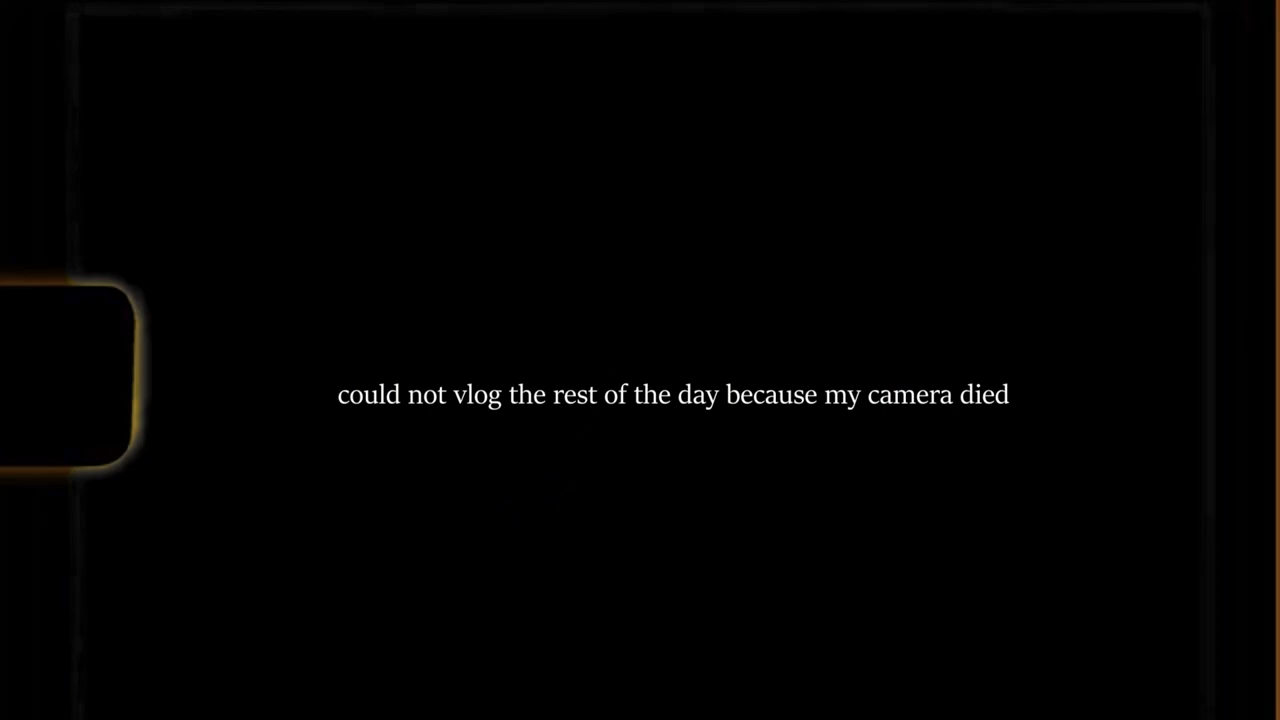 could not vlog the rest of the day because my camera died